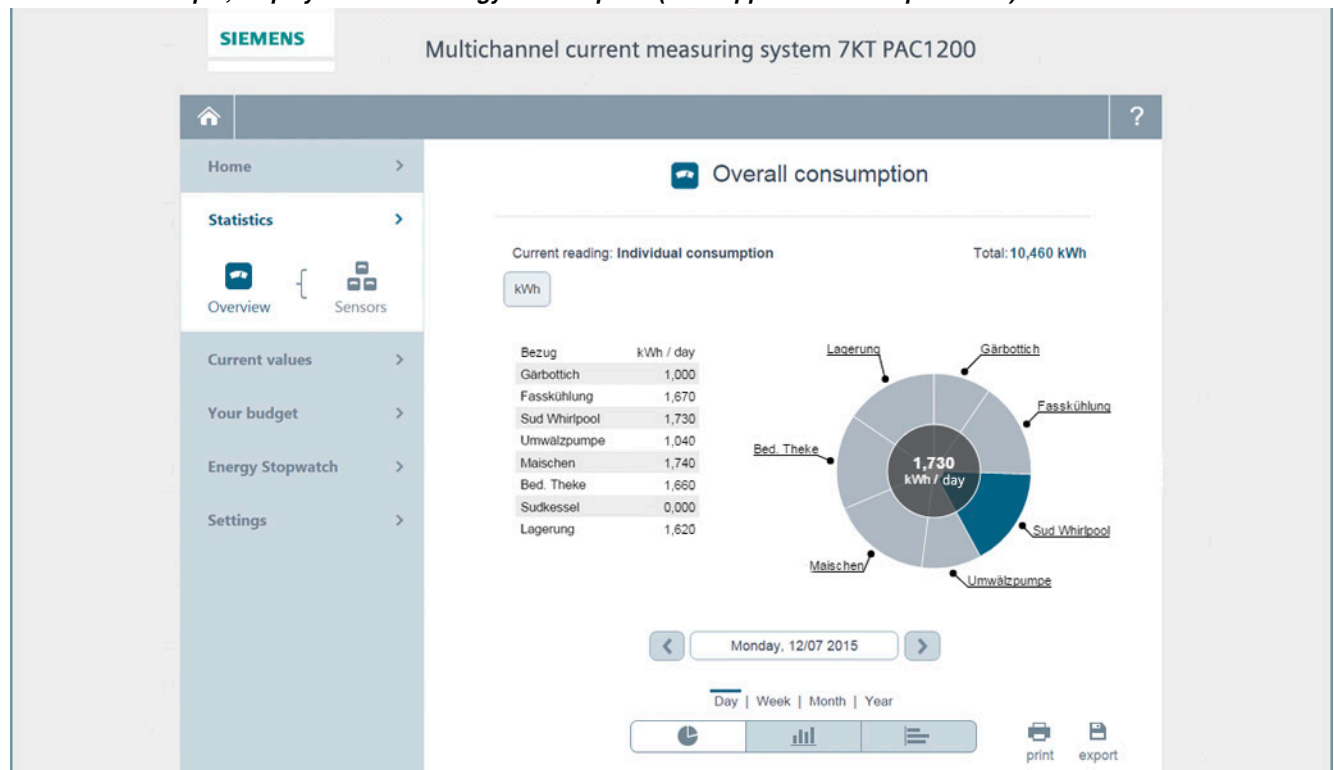 SIEMENS
Multichannel current measuring system 7KT PAC1200
?
Home
Statistics
Overview
Sensors
Current values
Your budget
Energy Stopwatch
Settings
Overall consumption
Current reading: Individual consumption
Total: 10,460 kWh
kWh
Bezug kWh / day
Gärbottich 1,000
Fasskühlung 1,670
Sud Whirlpool 1,730
Umwälzpumpe 1,040
Maischen 1,740
Bed. Theke 1,660
Sudkessel 0,000
Lagerung 1,620
Lagerung
Gärbottich
Fasskühlung
Bed. Theke
1,730
kWh / day
Sud Whirlpool
Maischen
Umwälzpumpe
Monday, 12/07 2015
Day | Week | Month | Year
print export